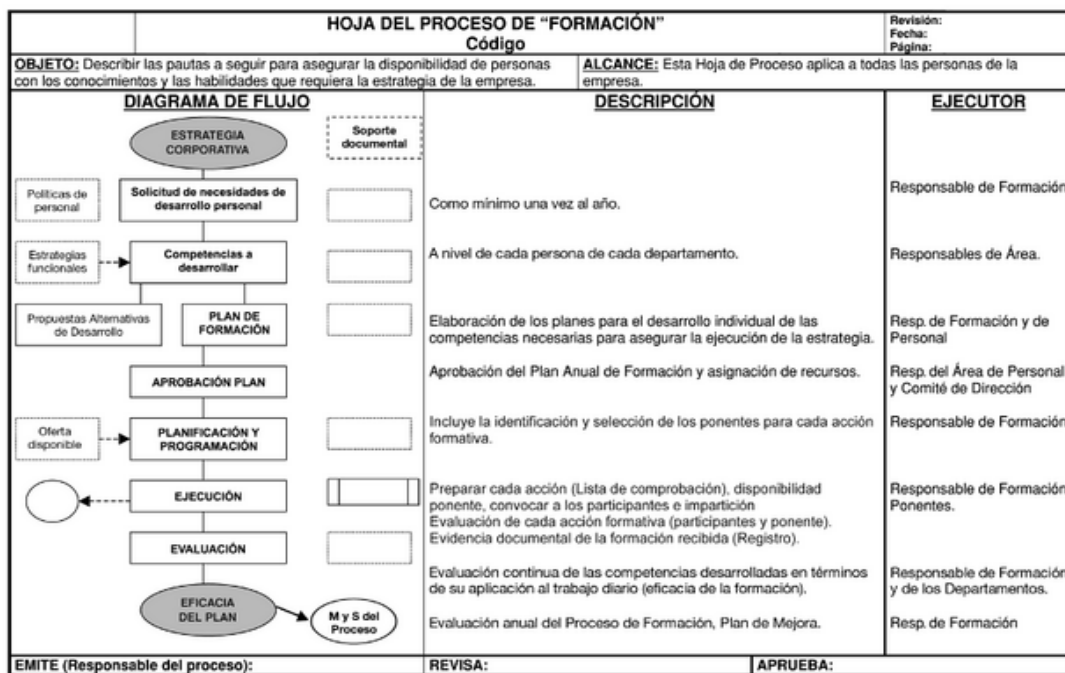 HOJA DEL PROCESO DE “FORMACIÓN”
Código
Revisión:
Fecha:
Página:
OBJETO: Describir las pautas a seguir para asegurar la disponibilidad de personas
con los conocimientos y las habilidades que requiera la estrategia de la empresa.
ALCANCE: Esta Hoja de Proceso aplica a todas las personas de la
empresa.
DIAGRAMA DE FLUJO
DESCRIPCIÓN
EJECUTOR
ESTRATEGIA
CORPORATIVA
Soporte
documental
Políticas de
personal
Solicitud de necesidades de
desarrollo personal
Como mínimo una vez al año.
Responsable de Formación
Estrategias
funcionales
Competencias a
desarrollar
A nivel de cada persona de cada departamento.
Responsables de Área.
Propuestas Alternativas
de Desarrollo
PLAN DE
FORMACIÓN
Elaboración de los planes para el desarrollo individual de las
competencias necesarias para asegurar la ejecución de la estrategia.
Resp. de Formación y de
Personal
APROBACIÓN PLAN
Aprobación del Plan Anual de Formación y asignación de recursos.
Resp. del Área de Personal
y Comité de Dirección
Oferta
disponible
PLANIFICACIÓN Y
PROGRAMACIÓN
Incluye la identificación y selección de los ponentes para cada acción
formativa.
Responsable de Formación
EJECUCIÓN
Preparar cada acción (Lista de comprobación), disponibilidad
ponente, convocar a los participantes e impartición
Evaluación de cada acción formativa (participantes y ponente).
Evidencia documental de la formación recibida (Registro).
Responsable de Formación
Ponentes.
EVALUACIÓN
Evaluación continua de las competencias desarrolladas en términos
de su aplicación al trabajo diario (eficacia de la formación).
Responsable de Formación
y de los Departamentos.
EFICACIA
DEL PLAN
M y S del
Proceso
Evaluación anual del Proceso de Formación, Plan de Mejora.
Resp. de Formación
EMITE (Responsable del proceso):
REVISA:
APRUEBA: